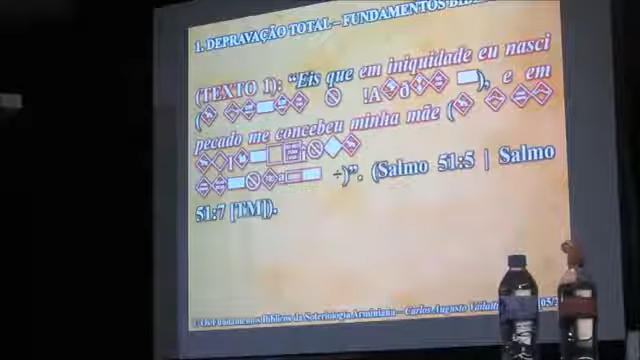 1. DEPRAVAÇÃO TOTAL – FUNDAMENTOS
(TEXTO 1): "Eis que em iniquidade eu nasci
( !A ð ), e em
pecado me concebeu minha mãe (
÷)". (Salmo 51:5 | Salmo
51:7 [TM]).
Os Fundamentos Bíblicos da Soteriologia Arminiana – Carlos Augusto